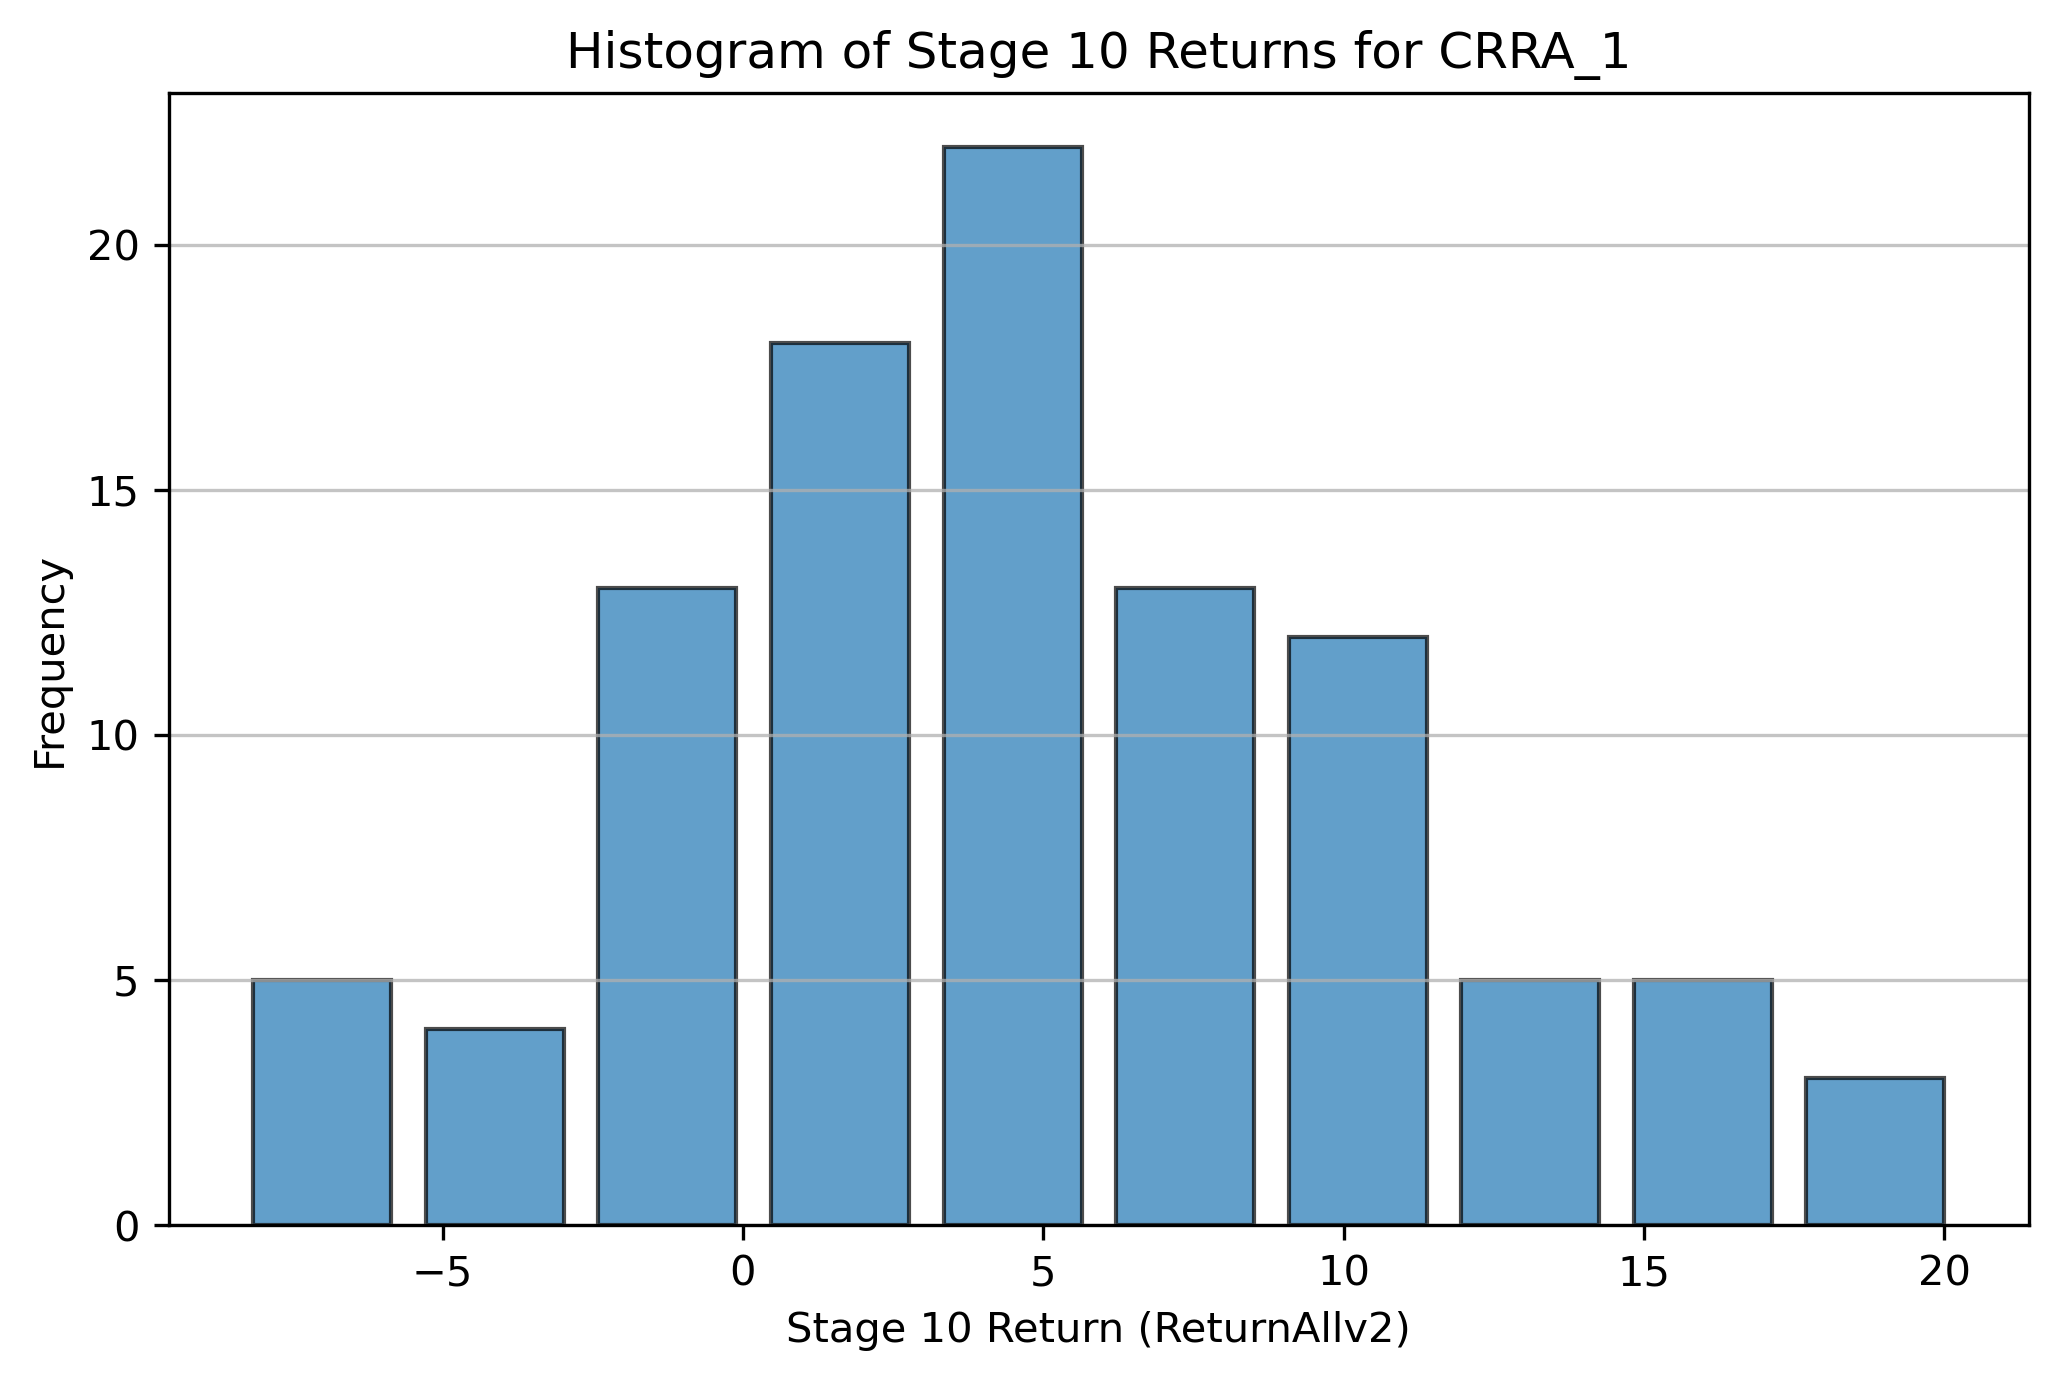 Histogram of Stage 10 Returns for CRRA_1
Frequency
20
15
10
5
0
−5 0 5 10 15 20
Stage 10 Return (ReturnAllv2)